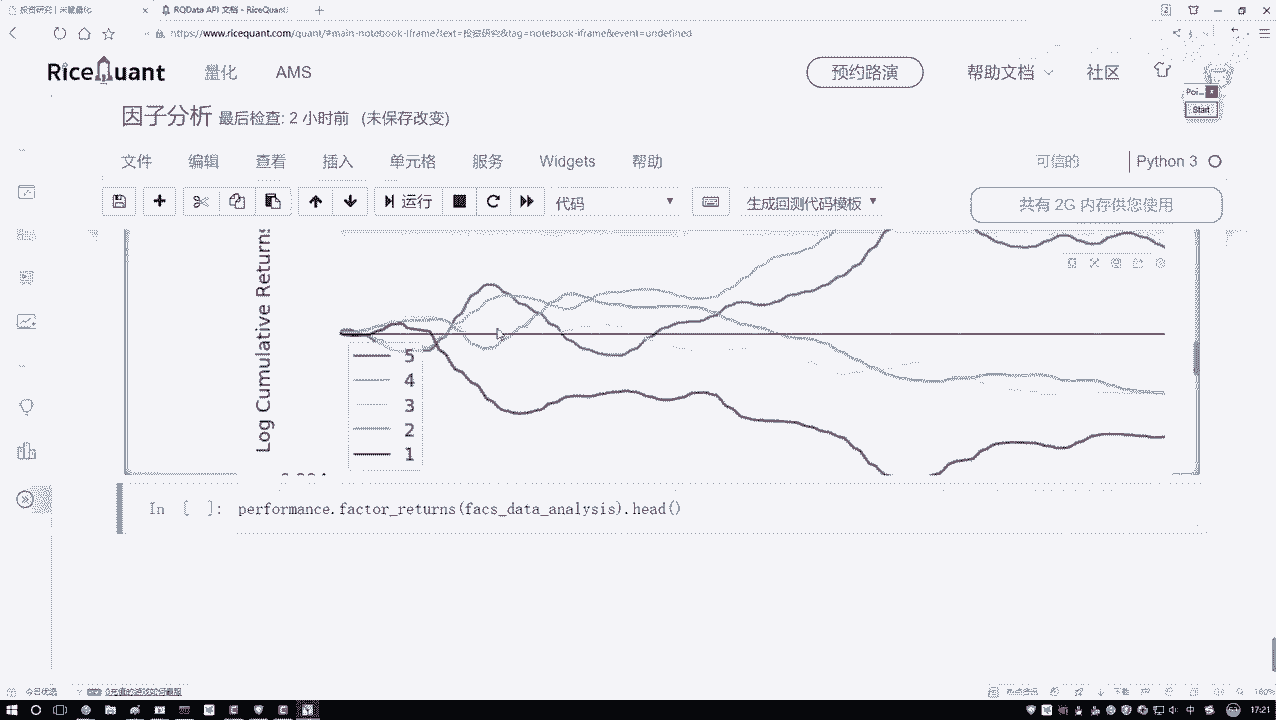 投资研究 | 米筐量化
RQData API 文档 - RiceQuant
https://www.ricequant.com/quant/#main-notebook-iframe?text=投资研究&tag=notebook-iframe&event=undefined
RiceQuant
量化
AMS
预约路演
帮助文档
社区
Poi...
Start
因子分析 最后检查: 2 小时前 (未保存改变)
文件
编辑
查看
插入
单元格
服务
Widgets
帮助
可信的
Python 3
运行
代码
生成回测代码模板
共有 2G 内存供您使用
Log Cumulative Returns
5
4
3
2
1
In [ ]: performance.factor_returns(facs_data_analysis).head()
今日优选
下载
160%
中
17:21